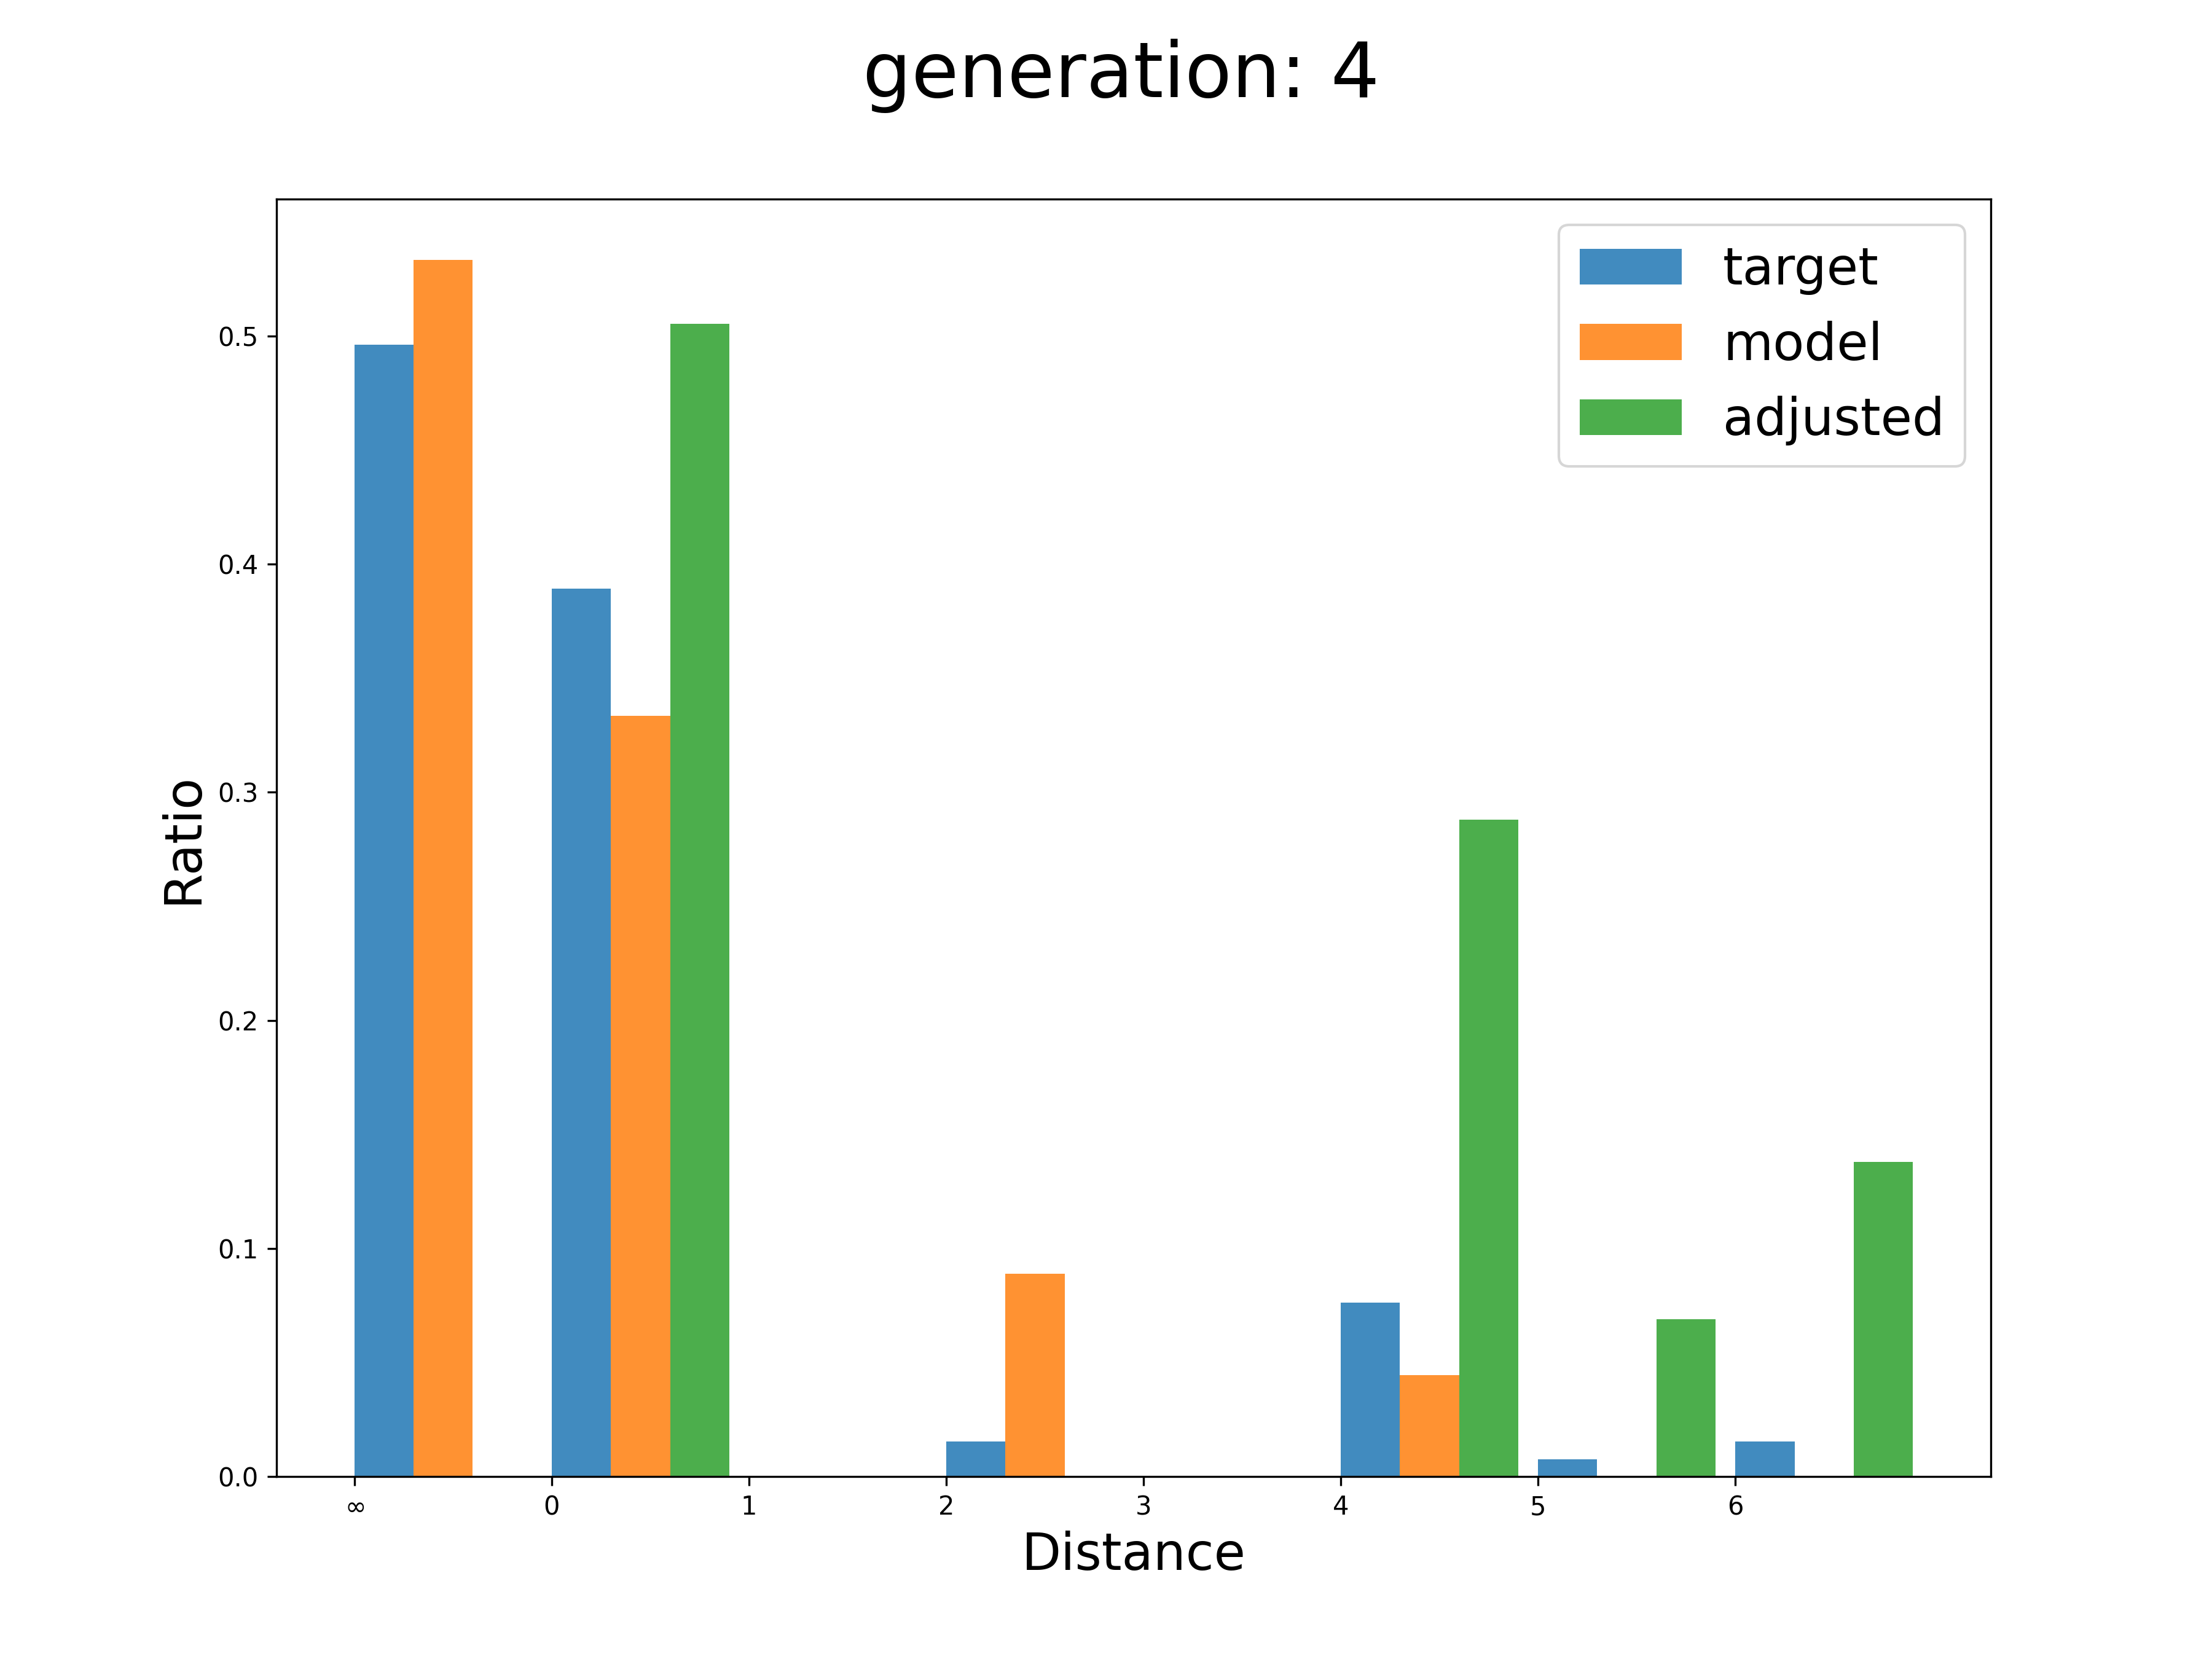 generation: 4
target
model
adjusted
0.5
0.4
0.3
0.2
0.1
0.0
Ratio
∞ 0 1 2 3 4 5 6
Distance